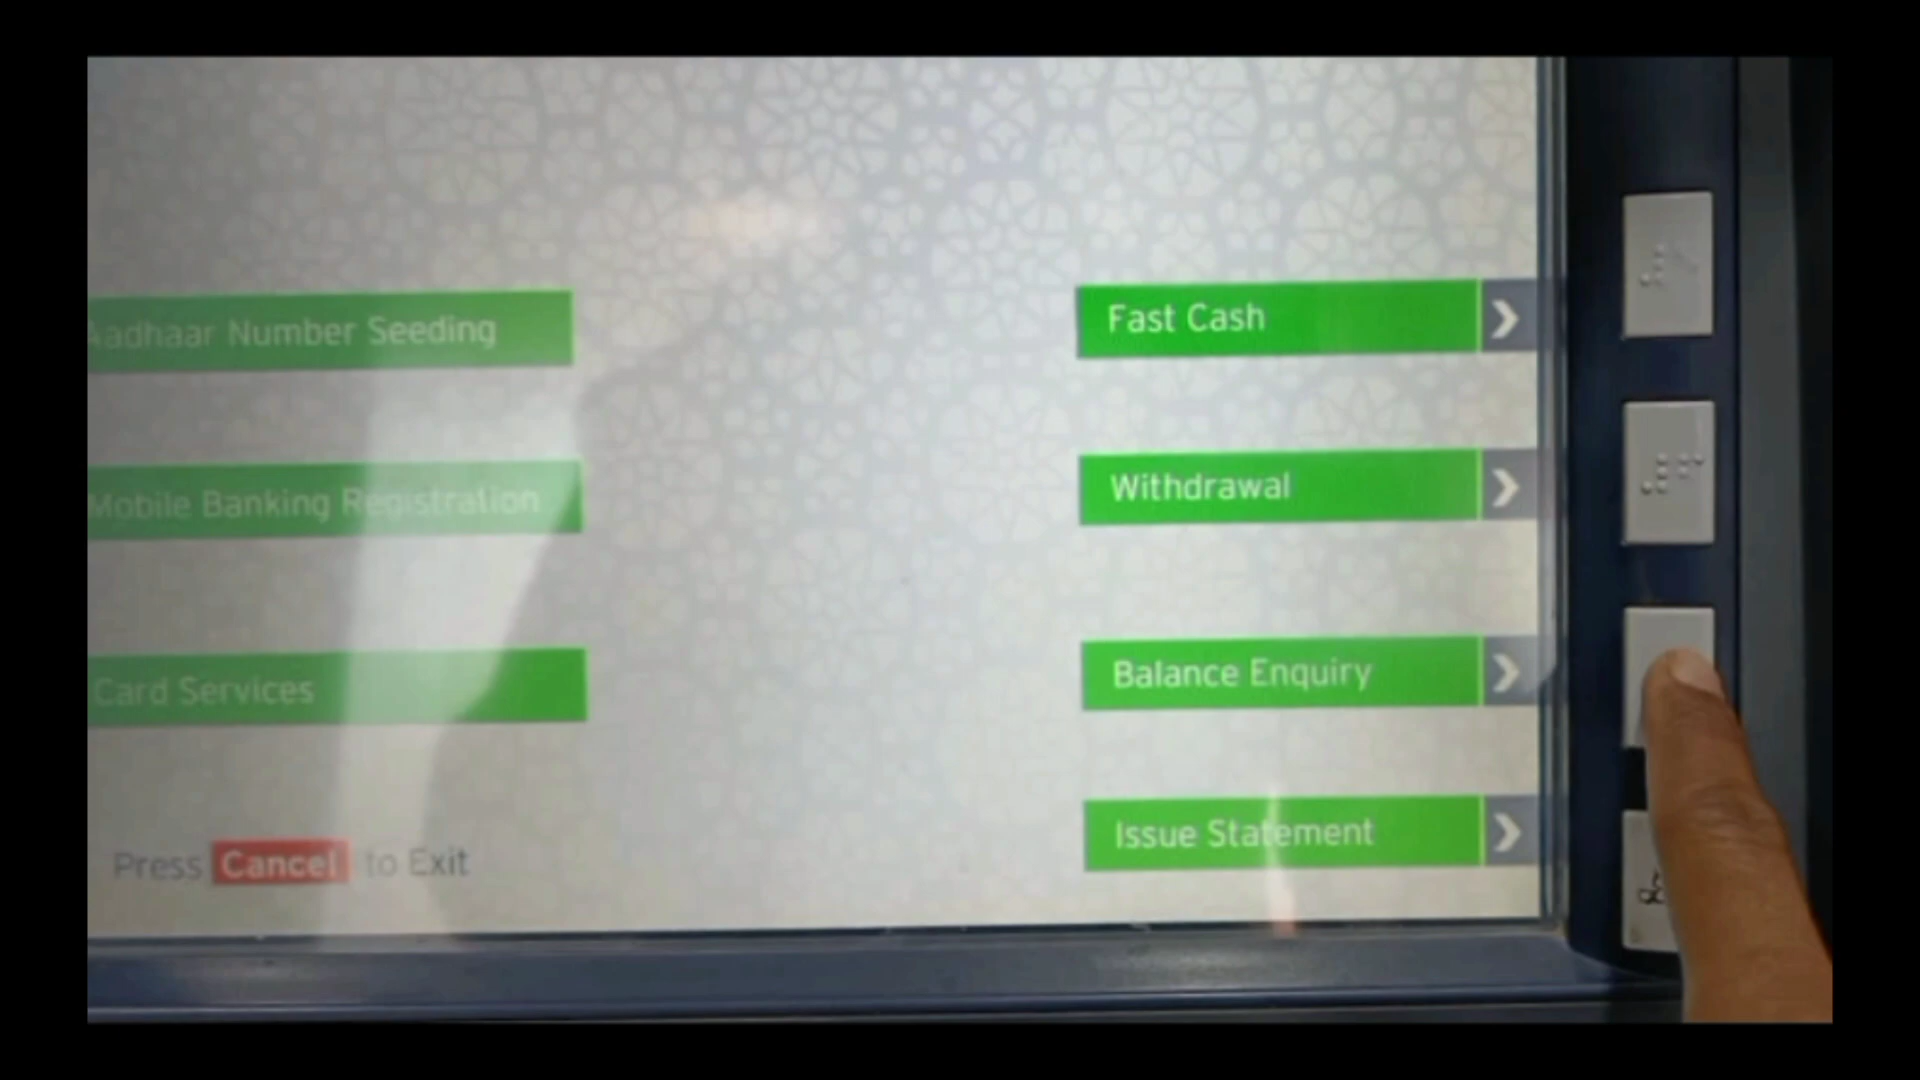 Aadhaar Number Seeding
Fast Cash
Mobile Banking Registration
Withdrawal
Card Services
Balance Enquiry
Issue Statement
Press Cancel to Exit